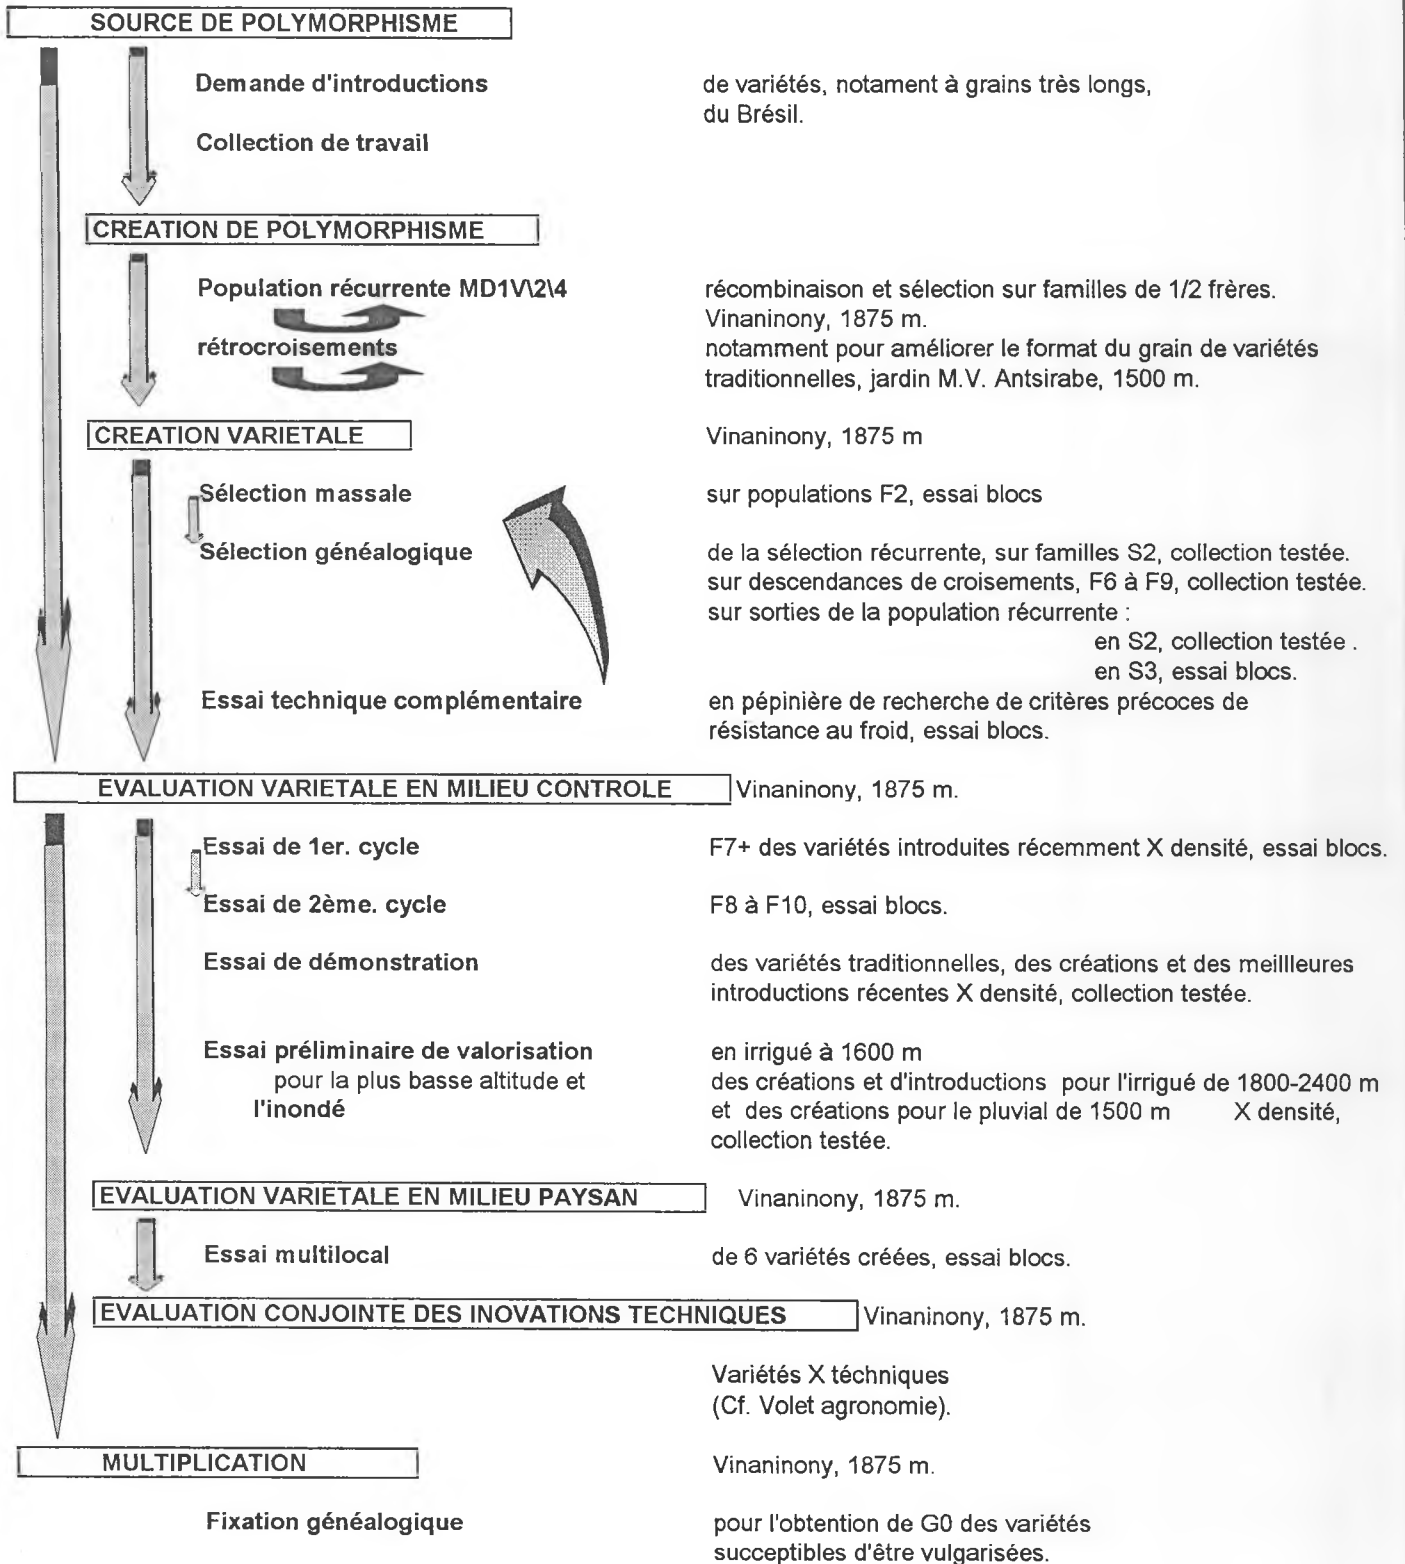 SOURCE DE POLYMORPHISME
Demande d'introductions de variétés, notament à grains très longs,
du Brésil.
Collection de travail
CREATION DE POLYMORPHISME
Population récurrente MD1V\2\4 récombinaison et sélection sur familles de 1/2 frères.
Vinaninony, 1875 m.
rétrocroisements notamment pour améliorer le format du grain de variétés
traditionnelles, jardin M.V. Antsirabe, 1500 m.
CREATION VARIETALE Vinaninony, 1875 m
Sélection massale sur populations F2, essai blocs
Sélection généalogique de la sélection récurrente, sur familles S2, collection testée.
sur descendances de croisements, F6 à F9, collection testée.
sur sorties de la population récurrente :
en S2, collection testée .
en S3, essai blocs.
Essai technique complémentaire en pépinière de recherche de critères précoces de
résistance au froid, essai blocs.
EVALUATION VARIETALE EN MILIEU CONTROLE Vinaninony, 1875 m.
Essai de 1er. cycle F7+ des variétés introduites récemment X densité, essai blocs.
Essai de 2ème. cycle F8 à F10, essai blocs.
Essai de démonstration des variétés traditionnelles, des créations et des meillleures
introductions récentes X densité, collection testée.
Essai préliminaire de valorisation en irrigué à 1600 m
pour la plus basse altitude et des créations et d'introductions pour l'irrigué de 1800-2400 m
l'inondé et des créations pour le pluvial de 1500 m X densité,
collection testée.
EVALUATION VARIETALE EN MILIEU PAYSAN Vinaninony, 1875 m.
Essai multilocal de 6 variétés créées, essai blocs.
EVALUATION CONJOINTE DES INOVATIONS TECHNIQUES Vinaninony, 1875 m.
Variétés X téchniques
(Cf. Volet agronomie).
MULTIPLICATION Vinaninony, 1875 m.
Fixation généalogique pour l'obtention de G0 des variétés
succeptibles d'être vulgarisées.